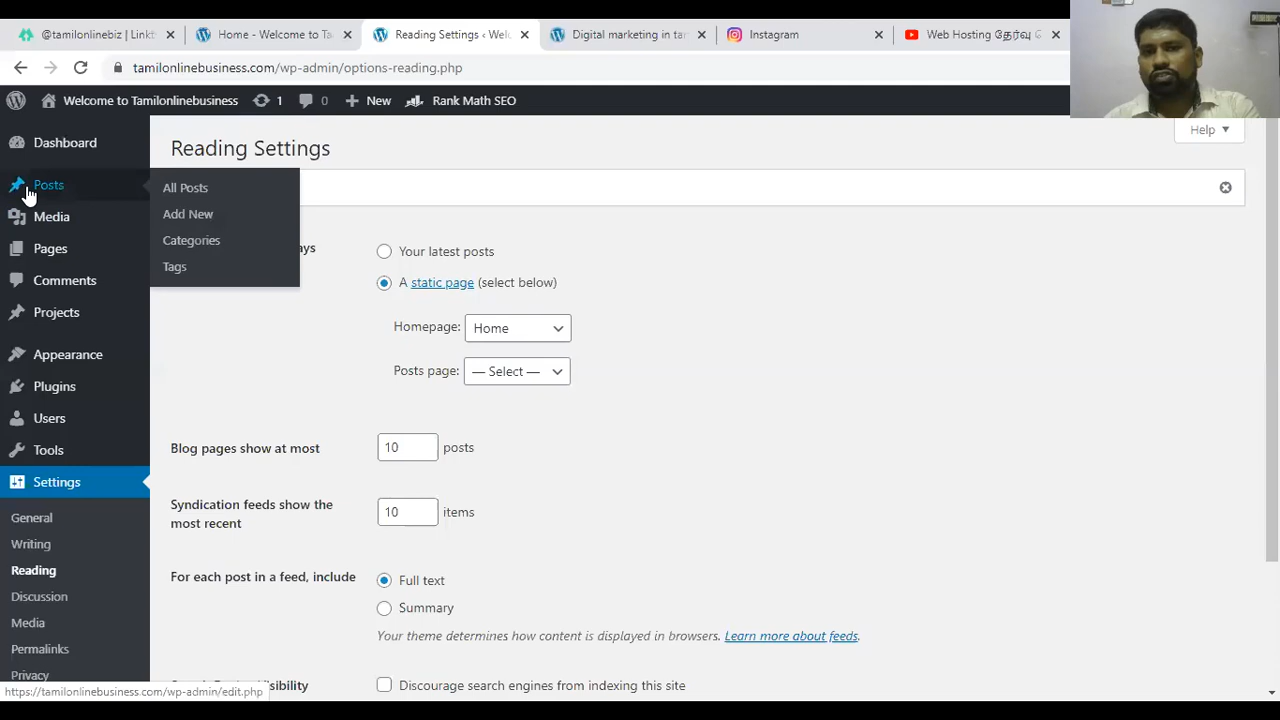 @tamilonlinebiz | Linkt
Home - Welcome to Ta
Reading Settings ‹ Welc
Digital marketing in tam
Instagram
Web Hosting தேர்வு
tamilonlinebusiness.com/wp-admin/options-reading.php
Welcome to Tamilonlinebusiness 1 0 New Rank Math SEO
Help
Dashboard
Posts
Media
Pages
Comments
Projects
Appearance
Plugins
Users
Tools
Settings
General
Writing
Reading
Discussion
Media
Permalinks
Privacy
All Posts
Add New
Categories
Tags
Reading Settings
ays
Your latest posts
A static page (select below)
Homepage: Home
Posts page: — Select —
Blog pages show at most 10 posts
Syndication feeds show the
most recent 10 items
For each post in a feed, include
Full text
Summary
Your theme determines how content is displayed in browsers. Learn more about feeds.
Visibility
Discourage search engines from indexing this site
https://tamilonlinebusiness.com/wp-admin/edit.php